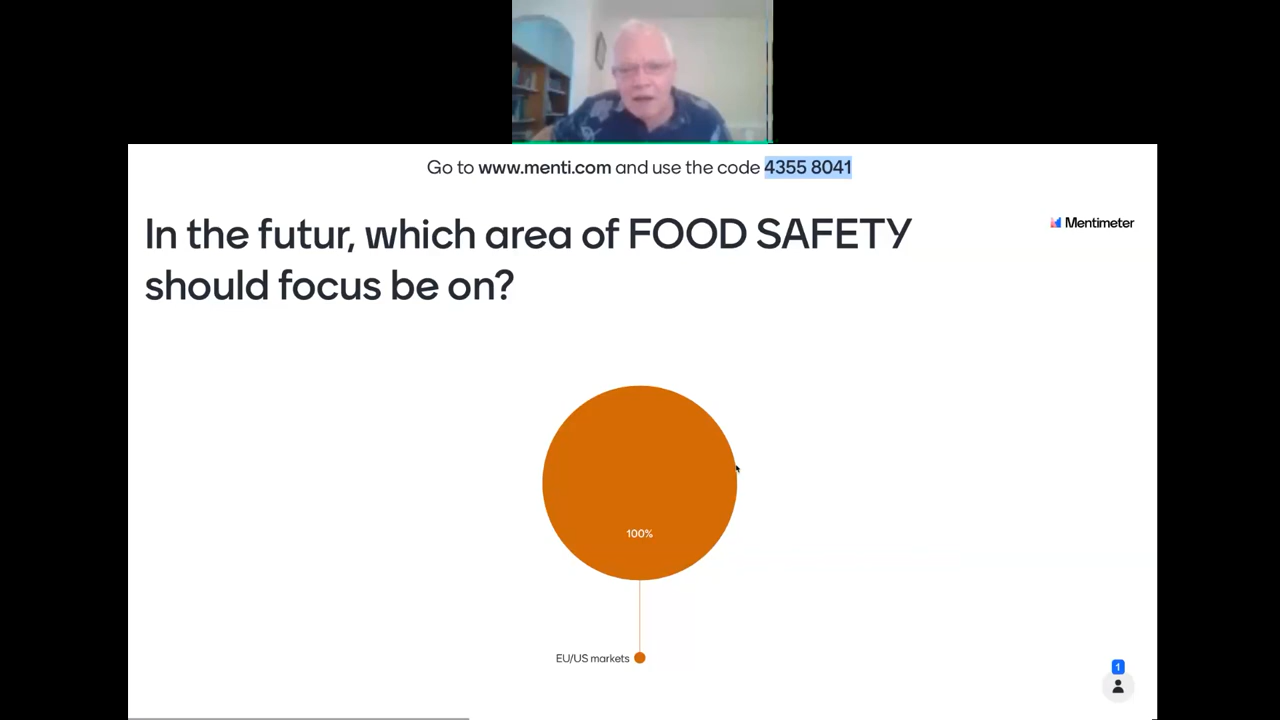 Go to www.menti.com and use the code 4355 8041
In the futur, which area of FOOD SAFETY
should focus be on?
Mentimeter
100%
EU/US markets
1